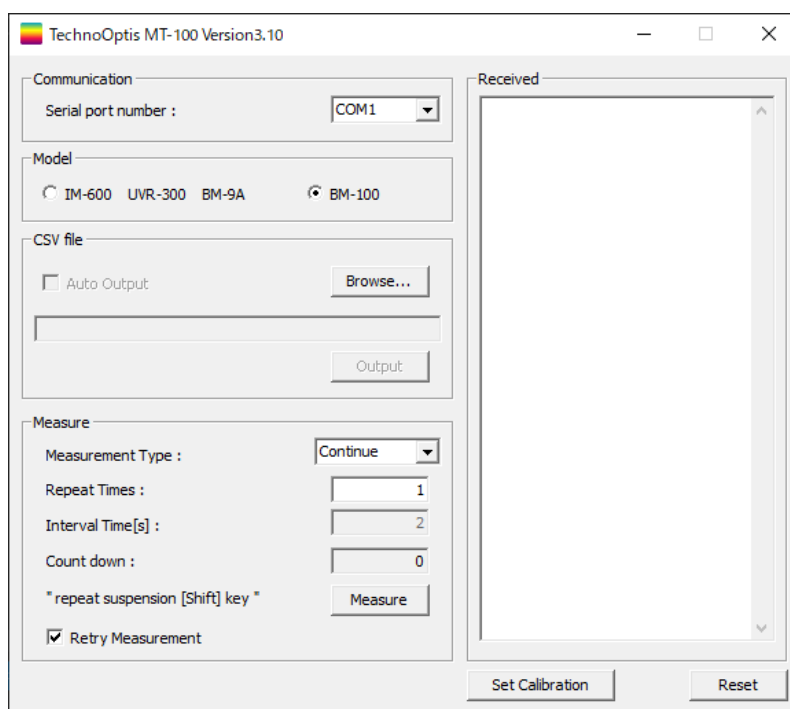 TechnoOptis MT-100 Version3.10
Communication
Serial port number :
COM1
Model
IM-600 UVR-300 BM-9A
BM-100
CSV file
Auto Output
Browse...
Output
Measure
Measurement Type :
Continue
Repeat Times :
1
Interval Time[s] :
2
Count down :
0
" repeat suspension [Shift] key "
Measure
Retry Measurement
Received
Set Calibration
Reset